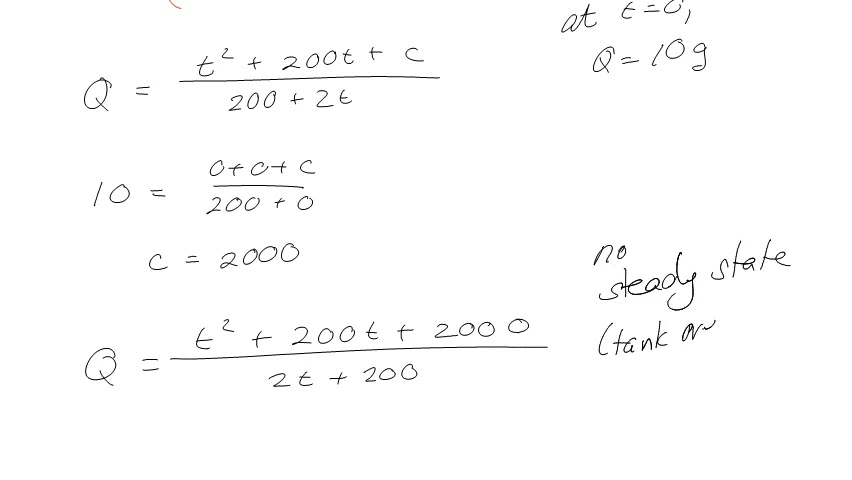 at t=0,
Q = 10g
Q = (t² + 200t + c) / (200 + 2t)
10 = (0+0+c) / (200 + 0)
c = 2000
no
steady state
(tank
Q = (t² + 200t + 2000) / (2t + 200)